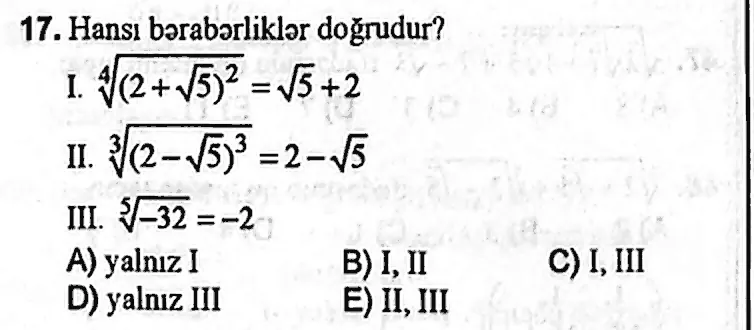 17. Hansı bərabərliklər doğrudur?
I. ⁴√(2+√5)² = √5+2
II. ³√(2−√5)³ = 2−√5
III. ⁵√−32 = −2
A) yalnız I B) I, II C) I, III
D) yalnız III E) II, III